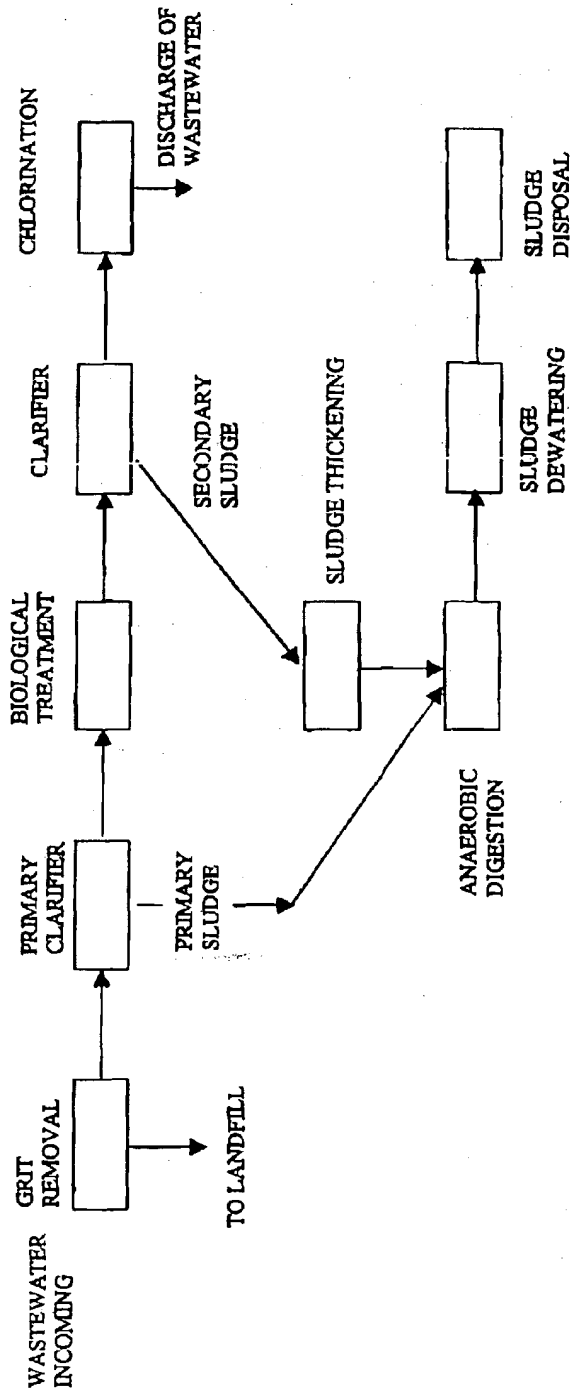 WASTEWATER
INCOMING
GRIT
REMOVAL
TO LANDFILL
PRIMARY
CLARIFIER
PRIMARY
SLUDGE
BIOLOGICAL
TREATMENT
CLARIFIER
SECONDARY
SLUDGE
CHLORINATION
DISCHARGE OF
WASTEWATER
SLUDGE THICKENING
ANAEROBIC
DIGESTION
SLUDGE
DEWATERING
SLUDGE
DISPOSAL